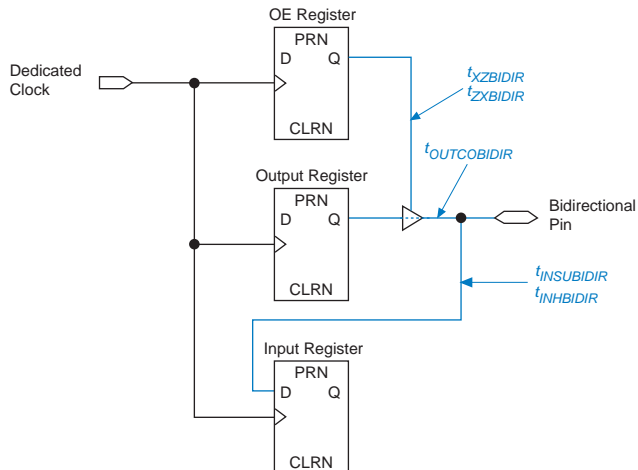 OE Register
PRN
D Q
CLRN
Dedicated
Clock
tXZBIDIR
tZXBIDIR
tOUTCOBIDIR
Output Register
PRN
D Q
CLRN
Bidirectional
Pin
tINSUBIDIR
tINHBIDIR
Input Register
PRN
D Q
CLRN